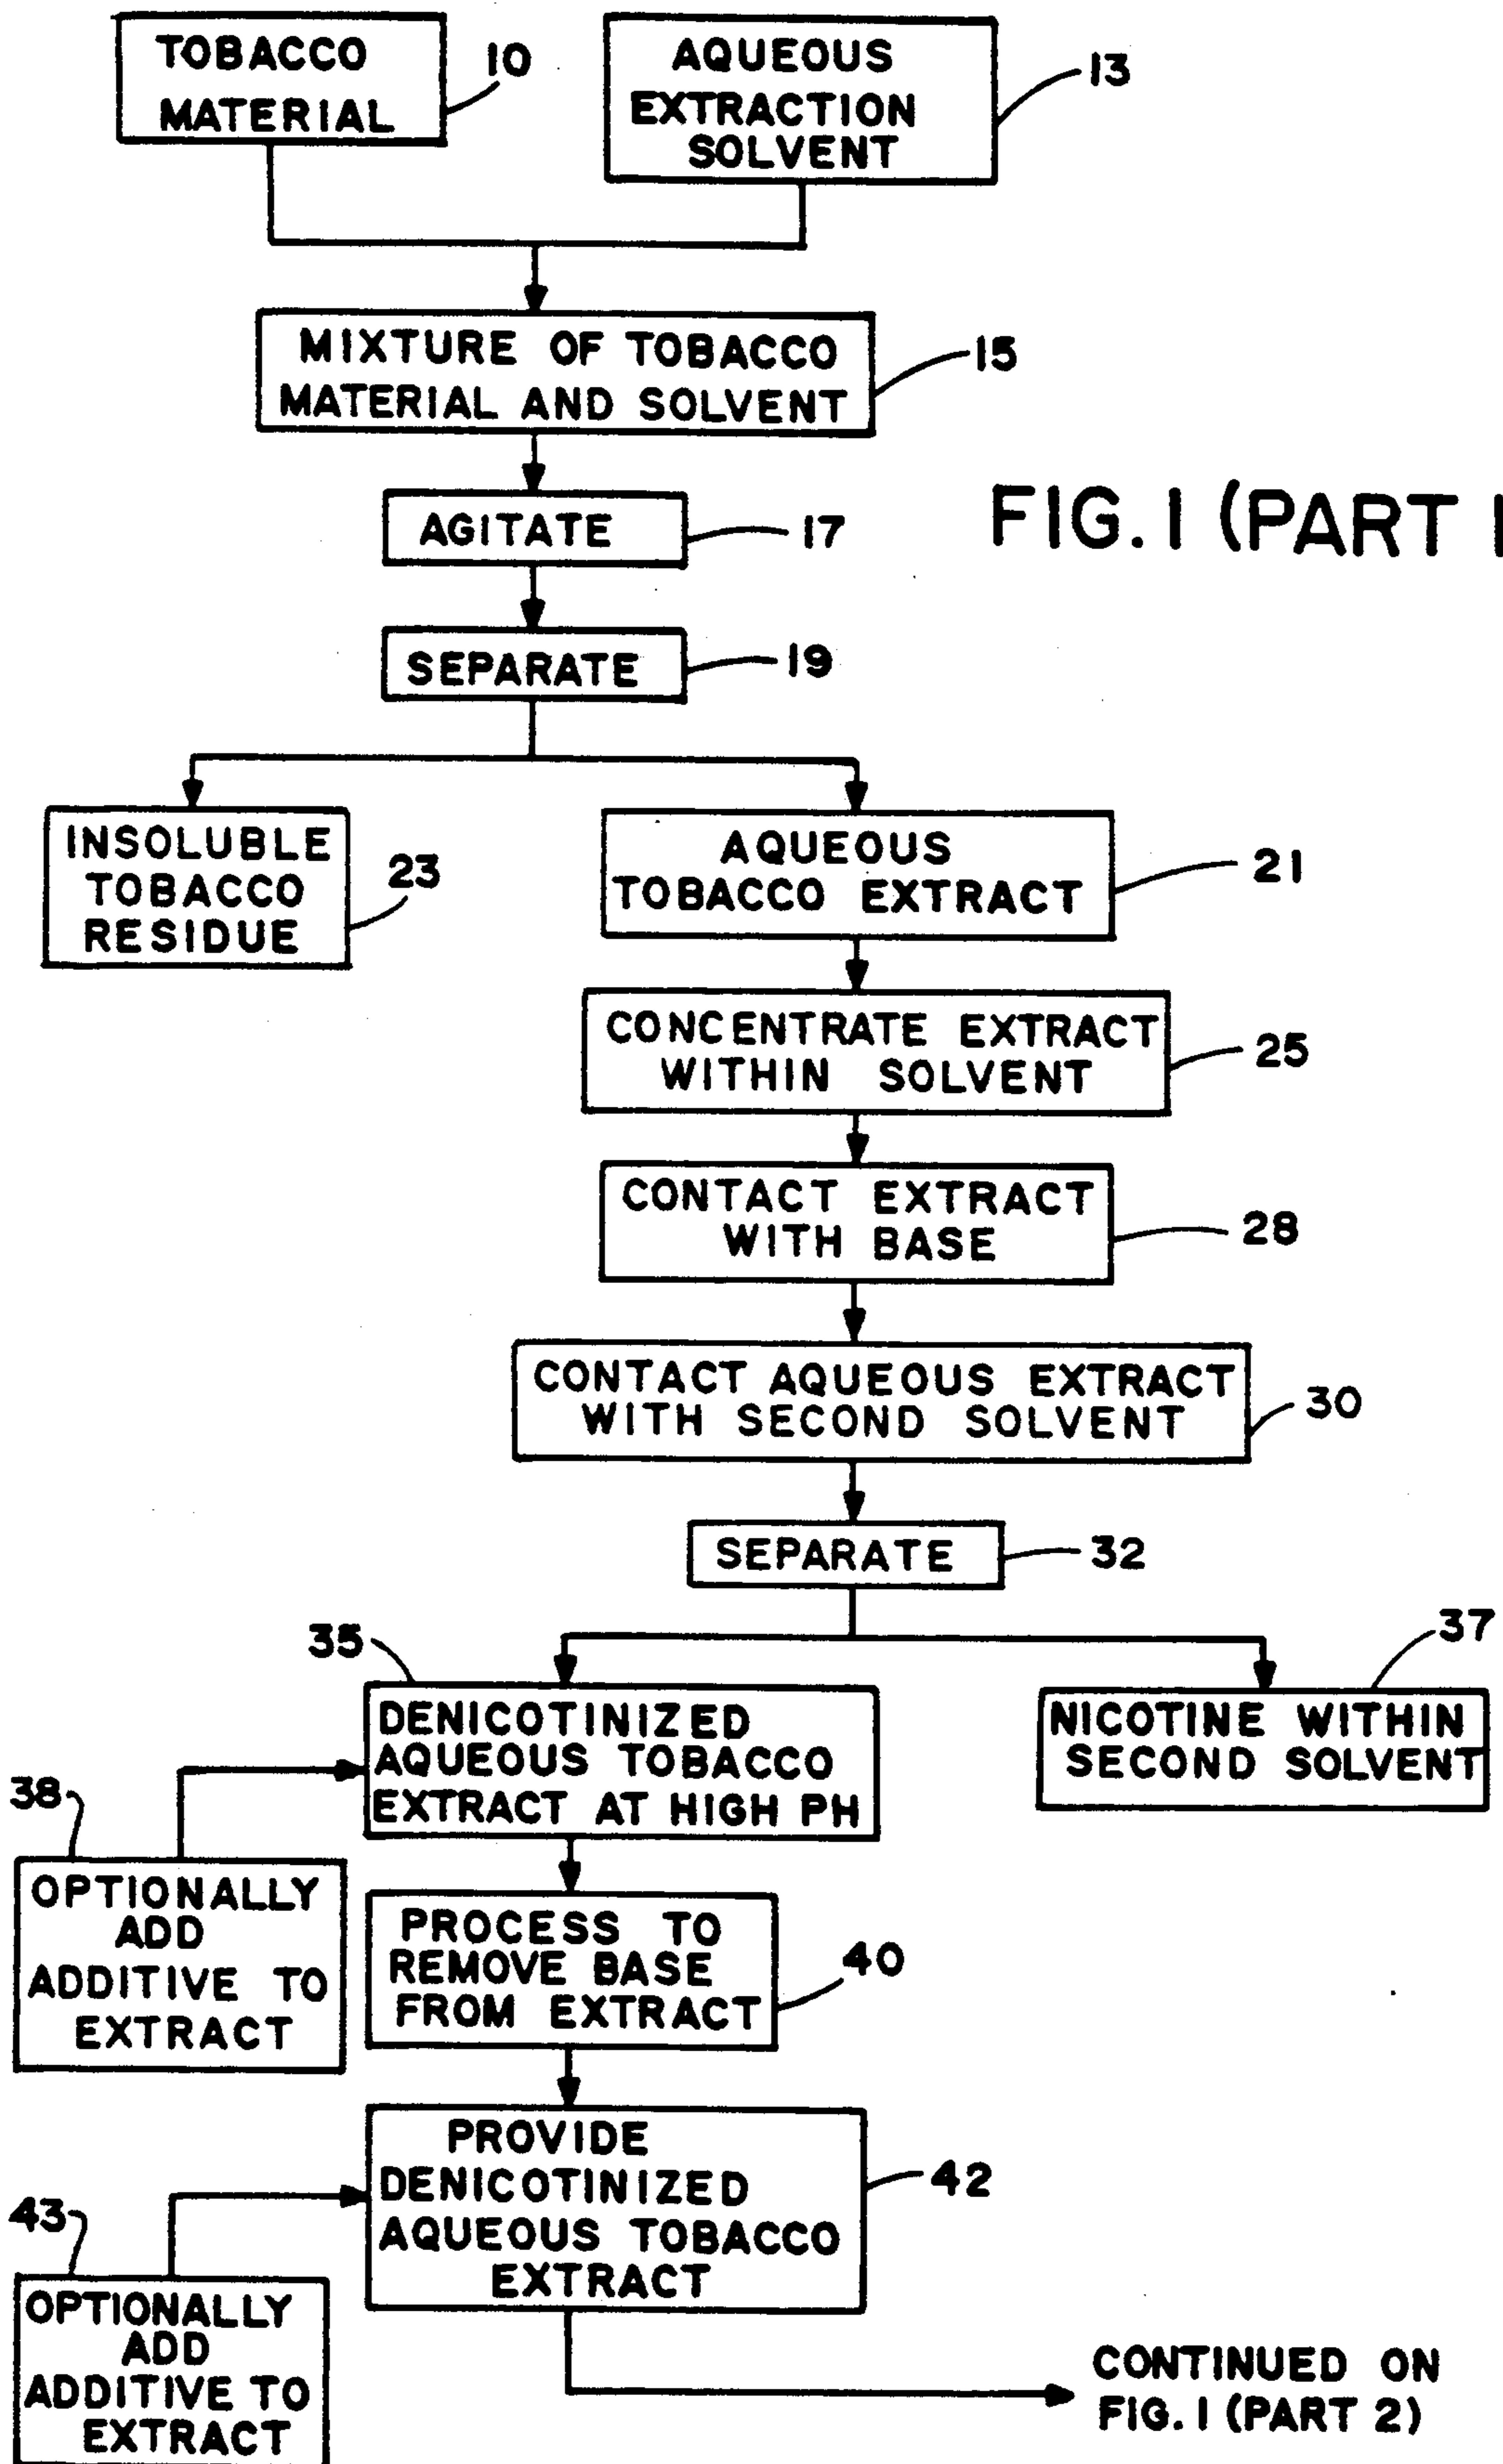 TOBACCO
MATERIAL
10
AQUEOUS
EXTRACTION
SOLVENT
13
MIXTURE OF TOBACCO
MATERIAL AND SOLVENT
15
AGITATE
17
FIG. 1 (PART 1
SEPARATE
19
INSOLUBLE
TOBACCO
RESIDUE
23
AQUEOUS
TOBACCO EXTRACT
21
CONCENTRATE EXTRACT
WITHIN SOLVENT
25
CONTACT EXTRACT
WITH BASE
28
CONTACT AQUEOUS EXTRACT
WITH SECOND SOLVENT
30
SEPARATE
32
35
DENICOTINIZED
AQUEOUS TOBACCO
EXTRACT AT HIGH PH
37
NICOTINE WITHIN
SECOND SOLVENT
38
OPTIONALLY
ADD
ADDITIVE TO
EXTRACT
PROCESS TO
REMOVE BASE
FROM EXTRACT
40
PROVIDE
DENICOTINIZED
AQUEOUS TOBACCO
EXTRACT
42
43
OPTIONALLY
ADD
ADDITIVE TO
EXTRACT
CONTINUED ON
FIG. 1 (PART 2)